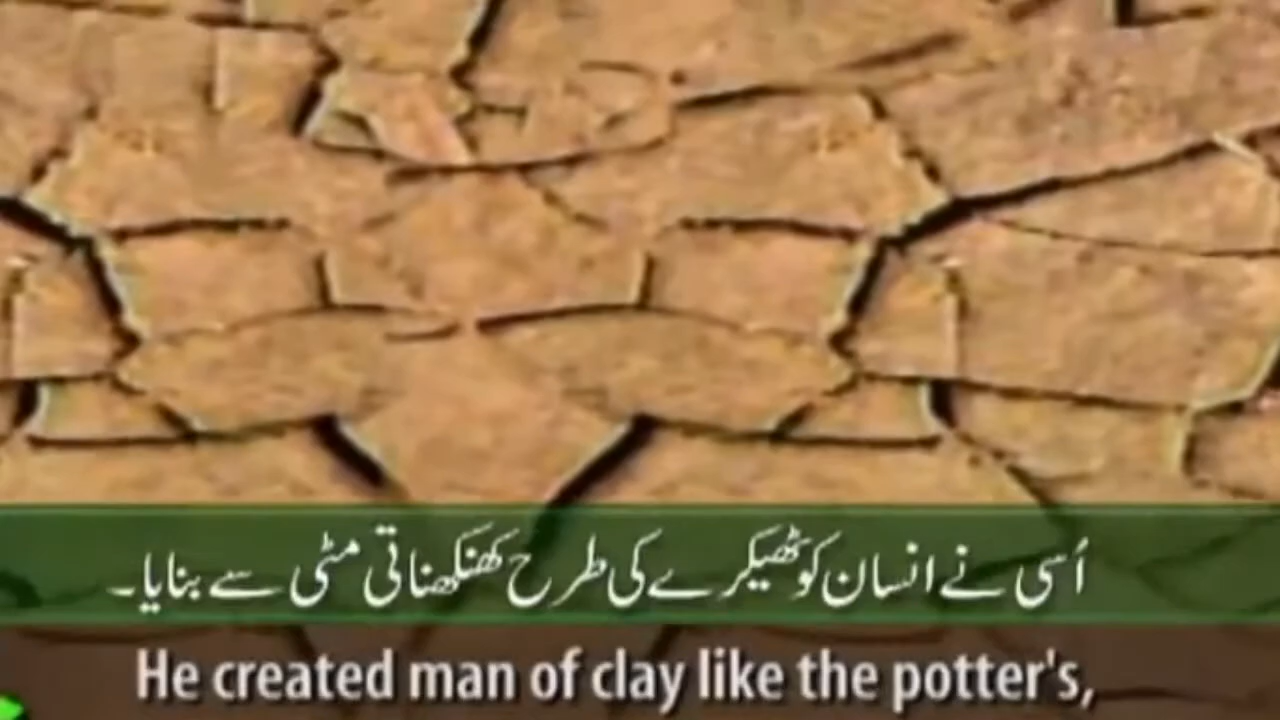 اُسی نے انسان کو ٹھیکرے کی طرح کھنکھناتی مٹی سے بنایا۔
He created man of clay like the potter's,